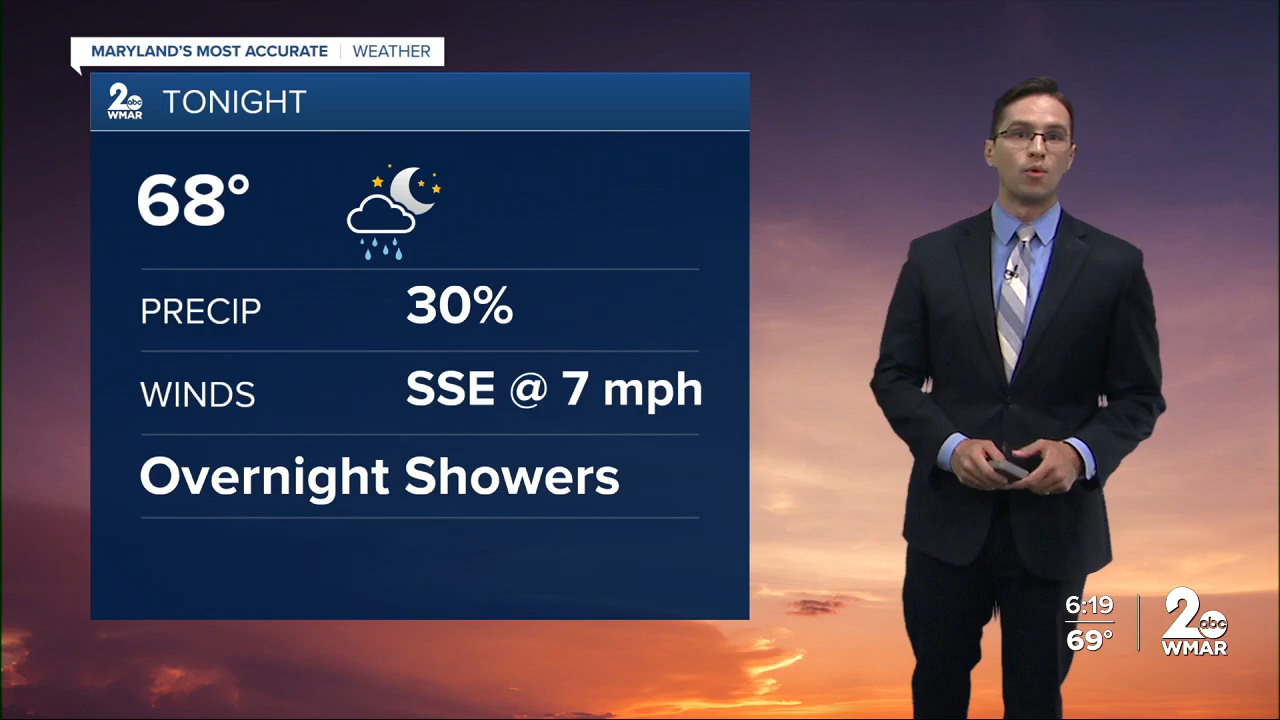 MARYLAND'S MOST ACCURATE | WEATHER
2 abc WMAR TONIGHT
68°
PRECIP 30%
WINDS SSE @ 7 mph
Overnight Showers
6:19
69°
2 abc
WMAR